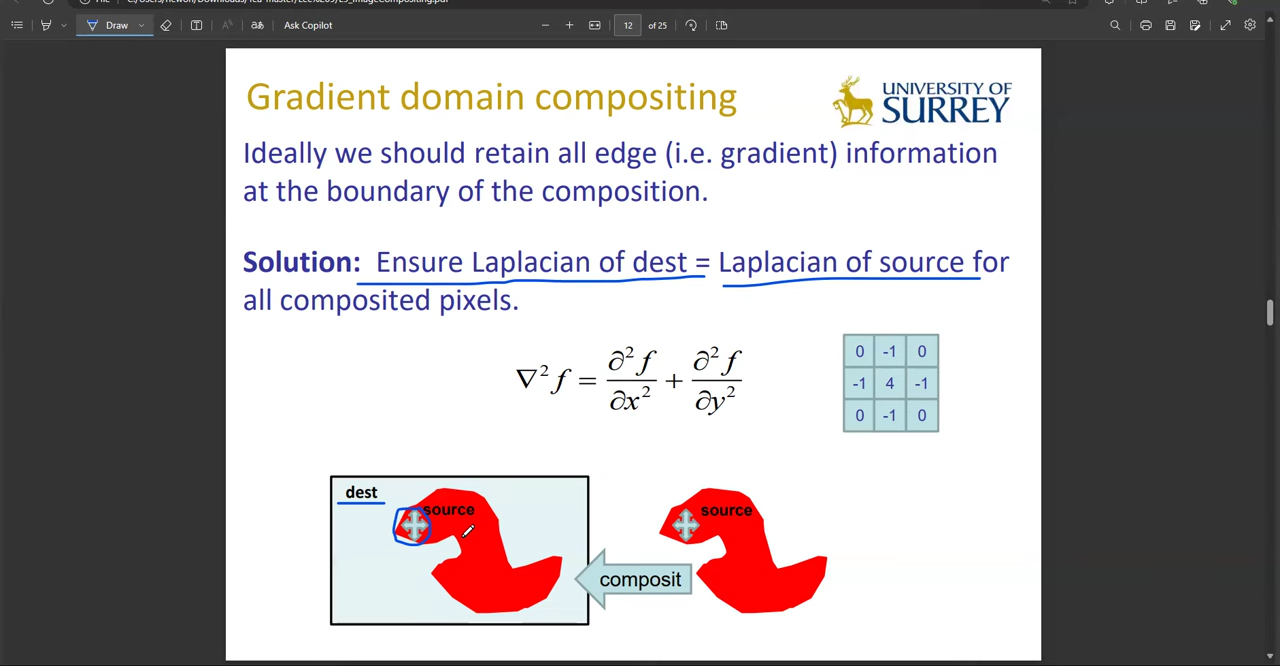 Draw
Ask Copilot
12 of 25
Gradient domain compositing
UNIVERSITY OF
SURREY
Ideally we should retain all edge (i.e. gradient) information
at the boundary of the composition.
Solution: Ensure Laplacian of dest = Laplacian of source for
all composited pixels.
∇²f = ∂²f/∂x² + ∂²f/∂y²
0 -1 0
-1 4 -1
0 -1 0
dest
source
source
composit